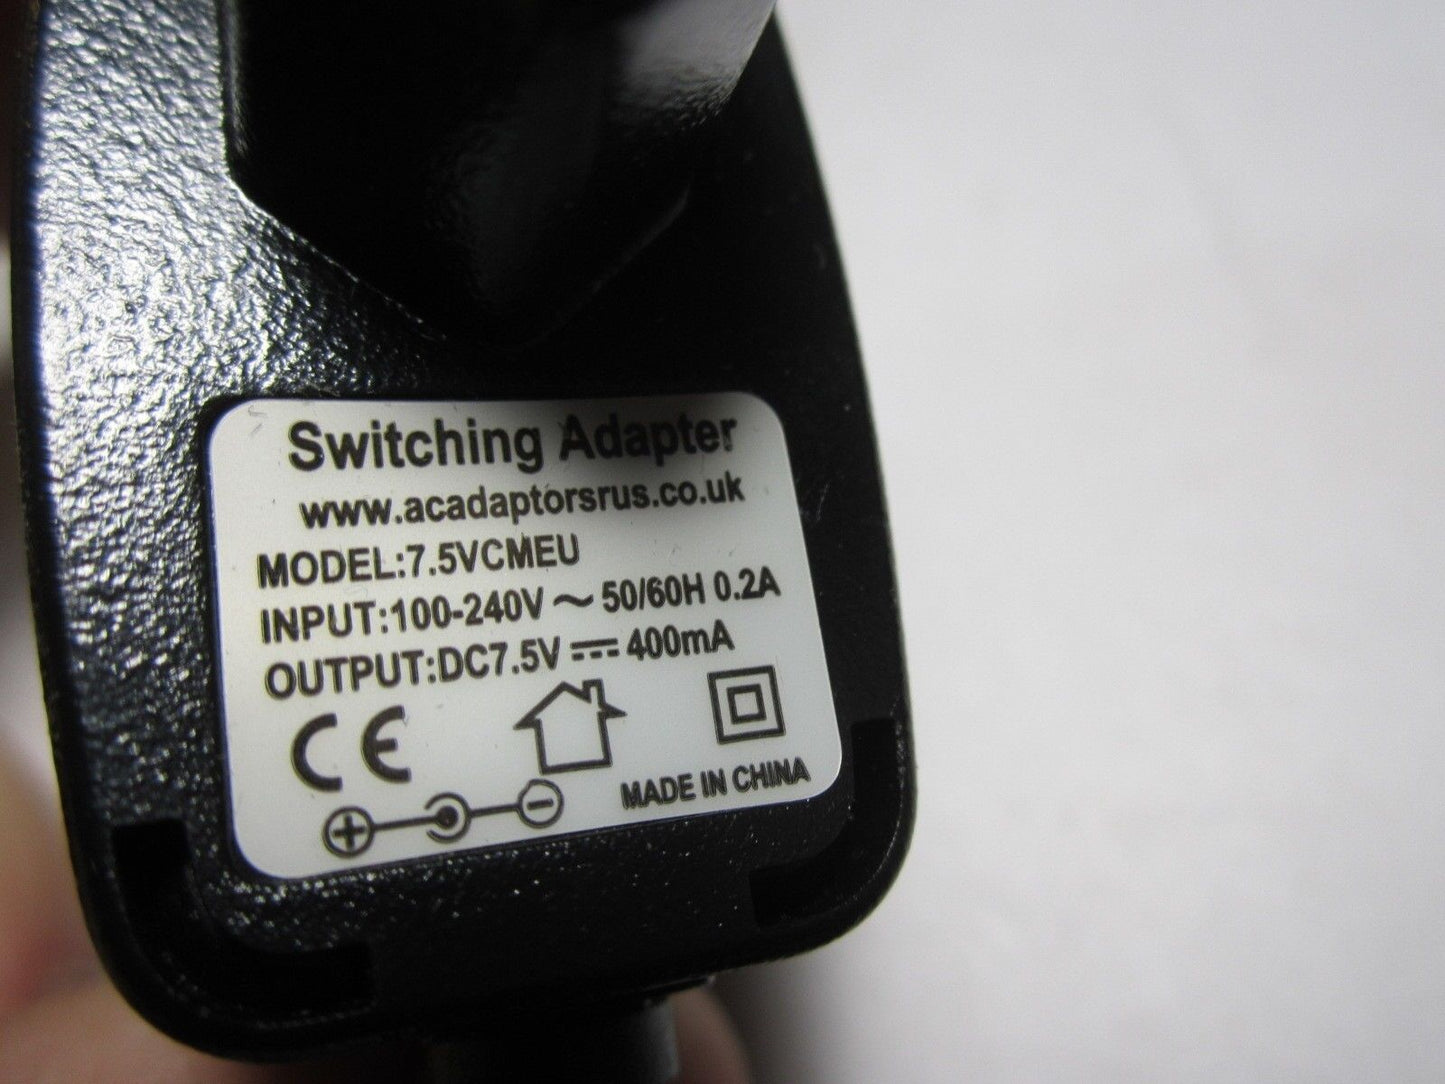 Switching Adapter
www.acadaptorsrus.co.uk
MODEL:7.5VCMEU
INPUT:100-240V ~ 50/60H 0.2A
OUTPUT:DC7.5V ⎓ 400mA
CE
MADE IN CHINA